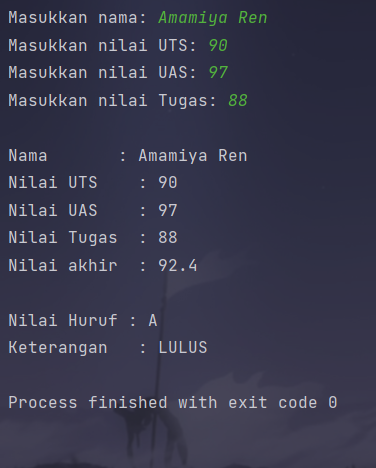 Masukkan nama: Amamiya Ren
Masukkan nilai UTS: 90
Masukkan nilai UAS: 97
Masukkan nilai Tugas: 88

Nama       : Amamiya Ren
Nilai UTS    : 90
Nilai UAS    : 97
Nilai Tugas  : 88
Nilai akhir  : 92.4

Nilai Huruf : A
Keterangan   : LULUS

Process finished with exit code 0